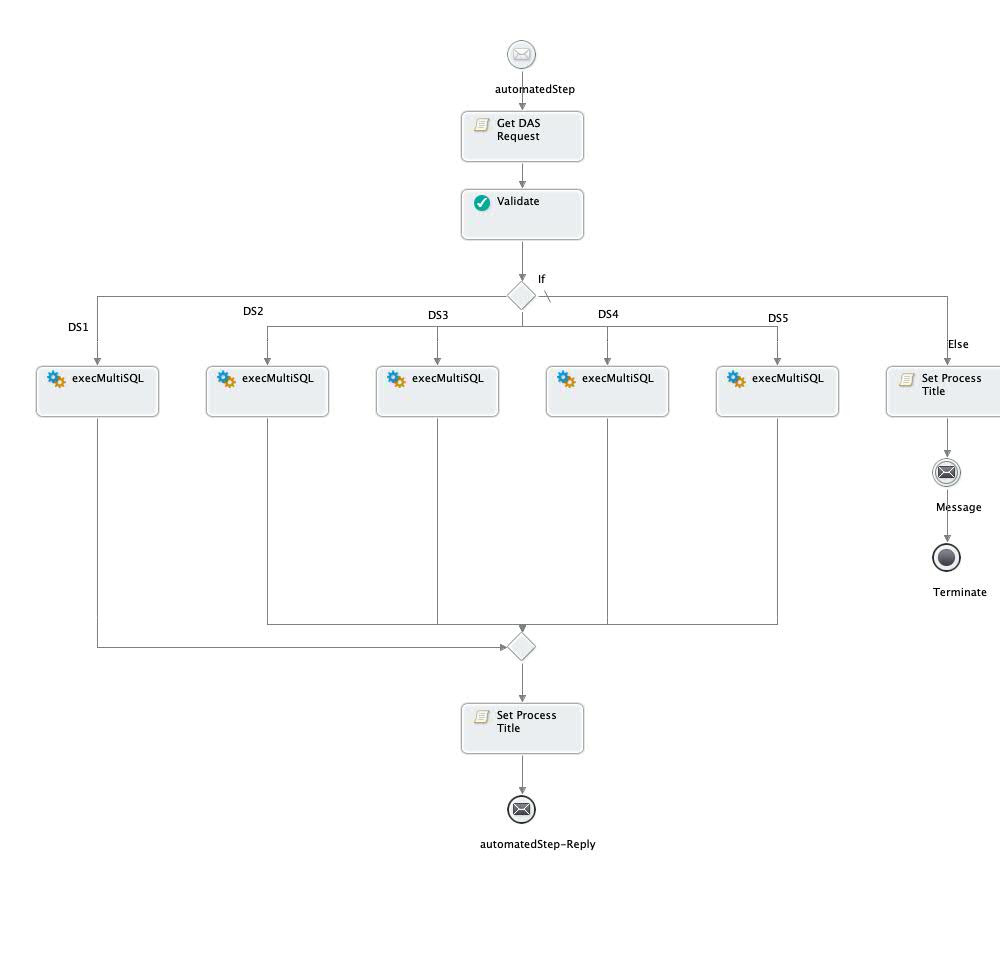 automatedStep
Get DAS
Request
Validate
If
DS1
DS2
DS3
DS4
DS5
Else
execMultiSQL
execMultiSQL
execMultiSQL
execMultiSQL
execMultiSQL
Set Process
Title
Message
Terminate
Set Process
Title
automatedStep-Reply